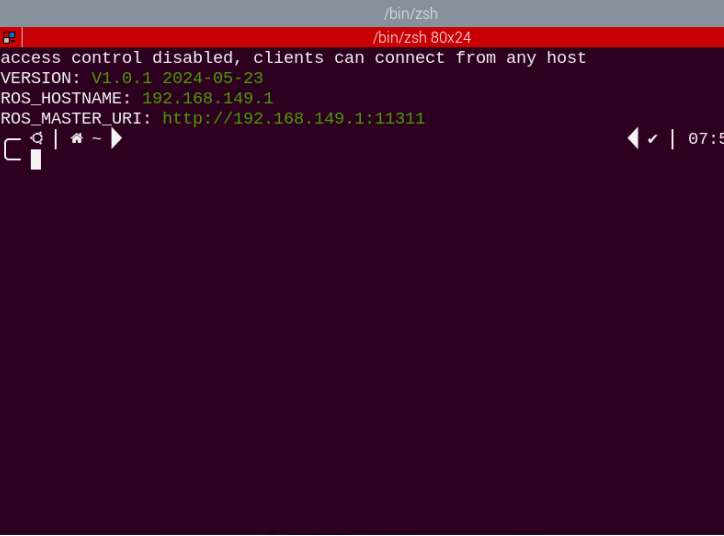 /bin/zsh
/bin/zsh 80x24
access control disabled, clients can connect from any host
VERSION: V1.0.1 2024-05-23
ROS_HOSTNAME: 192.168.149.1
ROS_MASTER_URI: http://192.168.149.1:11311
~ ✔ 07:5